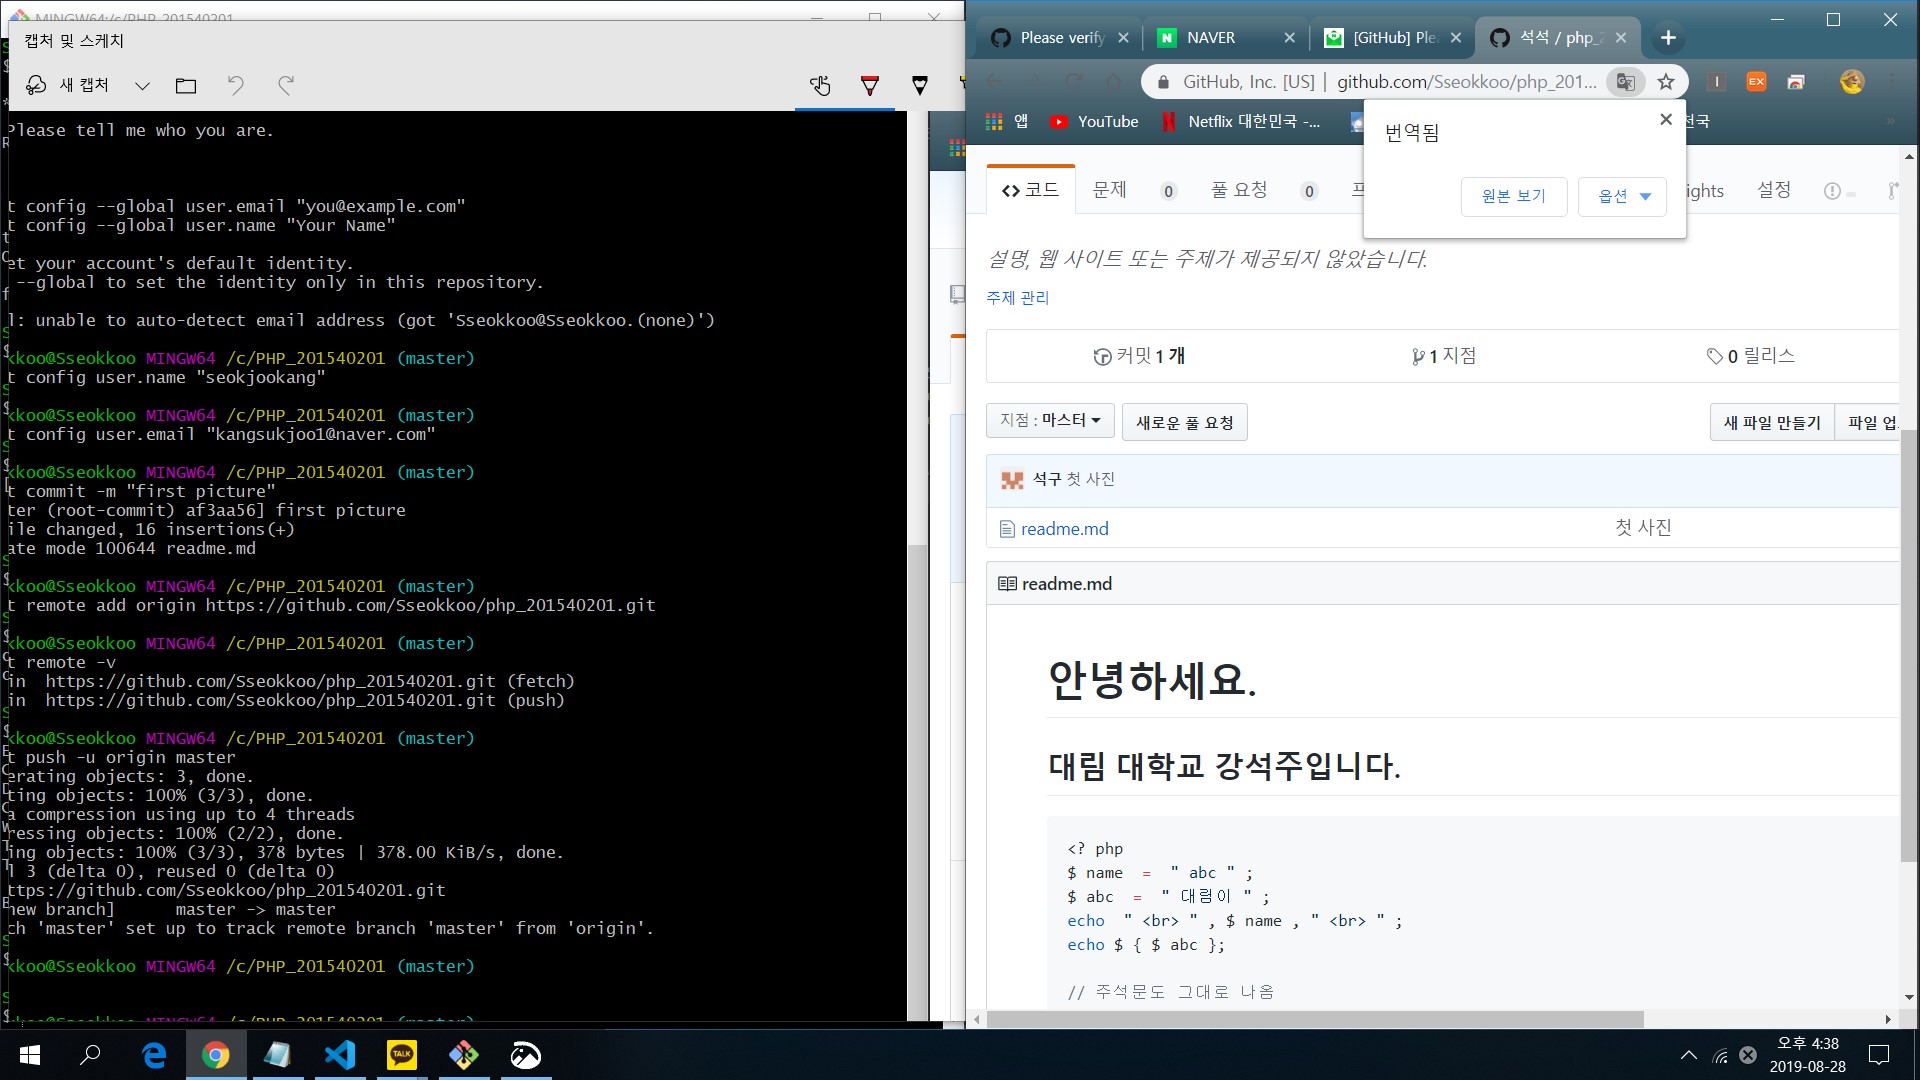 MINGW64:/c/PHP_201540201
캡처 및 스케치
새 캡처
Please tell me who you are.
t config --global user.email "you@example.com"
t config --global user.name "Your Name"
et your account's default identity.
--global to set the identity only in this repository.
l: unable to auto-detect email address (got 'Sseokkoo@Sseokkoo.(none)')
kkoo@Sseokkoo MINGW64 /c/PHP_201540201 (master)
t config user.name "seokjookang"
kkoo@Sseokkoo MINGW64 /c/PHP_201540201 (master)
t config user.email "kangsukjoo1@naver.com"
kkoo@Sseokkoo MINGW64 /c/PHP_201540201 (master)
t commit -m "first picture"
ter (root-commit) af3aa56] first picture
ile changed, 16 insertions(+)
ate mode 100644 readme.md
kkoo@Sseokkoo MINGW64 /c/PHP_201540201 (master)
t remote add origin https://github.com/Sseokkoo/php_201540201.git
kkoo@Sseokkoo MINGW64 /c/PHP_201540201 (master)
t remote -v
in  https://github.com/Sseokkoo/php_201540201.git (fetch)
in  https://github.com/Sseokkoo/php_201540201.git (push)
kkoo@Sseokkoo MINGW64 /c/PHP_201540201 (master)
t push -u origin master
erating objects: 3, done.
ting objects: 100% (3/3), done.
a compression using up to 4 threads
ressing objects: 100% (2/2), done.
ing objects: 100% (3/3), 378 bytes | 378.00 KiB/s, done.
l 3 (delta 0), reused 0 (delta 0)
ttps://github.com/Sseokkoo/php_201540201.git
new branch]      master -> master
ch 'master' set up to track remote branch 'master' from 'origin'.
kkoo@Sseokkoo MINGW64 /c/PHP_201540201 (master)
Please verify
NAVER
[GitHub] Ple
석석 / php_2
GitHub, Inc. [US] | github.com/Sseokkoo/php_201...
앱
YouTube
Netflix 대한민국 -...
천국
번역됨
원본 보기
옵션
코드
문제 0
풀 요청 0
프
ights
설정
설명, 웹 사이트 또는 주제가 제공되지 않았습니다.
주제 관리
커밋 1 개
1 지점
0 릴리스
지점 : 마스터
새로운 풀 요청
새 파일 만들기
파일 업
석구 첫 사진
readme.md
첫 사진
readme.md
안녕하세요.
대림 대학교 강석주입니다.
<? php
$ name  =  " abc " ;
$ abc  =  " 대림이 " ;
echo  " <br> " , $ name , " <br> " ;
echo $ { $ abc };
// 주석문도 그대로 나옴
TALK
오후 4:38
2019-08-28